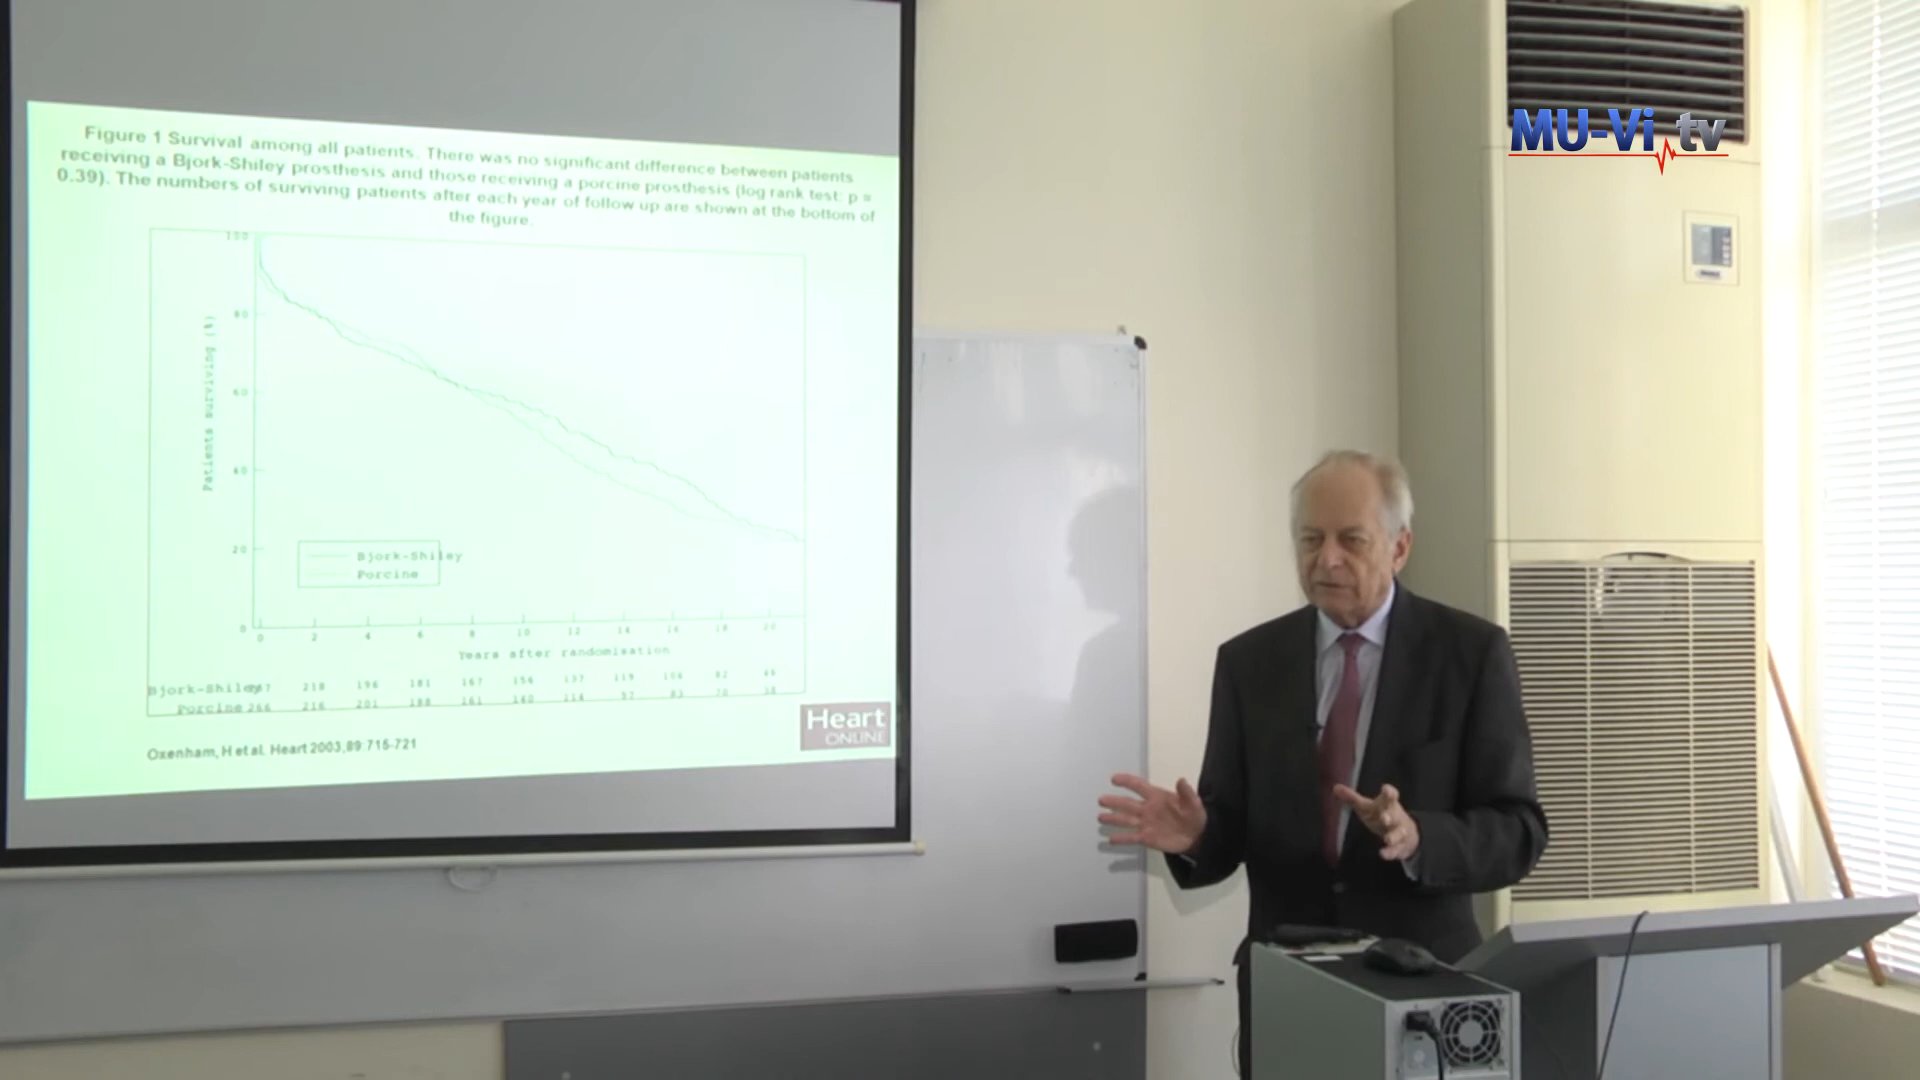 MU-Vi tv
Figure 1 Survival among all patients. There was no significant difference between patients
receiving a Bjork-Shiley prosthesis and those receiving a porcine prosthesis (log rank test: p =
0.39). The numbers of surviving patients after each year of follow up are shown at the bottom of
the figure.
100
80
60
40
20
0
Patients surviving (%)
Bjork-Shiley
Porcine
0 2 4 6 8 10 12 14 16 18 20
Years after randomisation
Bjork-Shiley 218 196 181 167 156 137 119 106 82
Porcine 266 216 201 188 161 140 114 83 70
Heart
ONLINE
Oxenham, H et al. Heart 2003;89:715-721